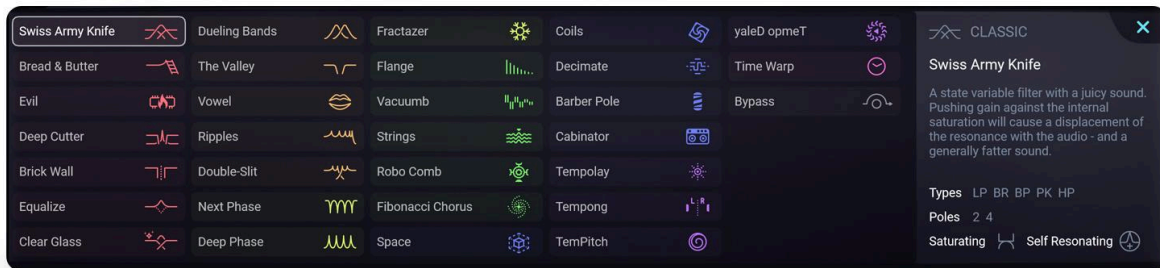 Swiss Army Knife
Bread & Butter
Evil
Deep Cutter
Brick Wall
Equalize
Clear Glass
Dueling Bands
The Valley
Vowel
Ripples
Double-Slit
Next Phase
Deep Phase
Fractazer
Flange
Vacuumb
Strings
Robo Comb
Fibonacci Chorus
Space
Coils
Decimate
Barber Pole
Cabinator
Tempolay
Tempong
L R
TemPitch
yaleD opmeT
Time Warp
Bypass
CLASSIC
Swiss Army Knife
A state variable filter with a juicy sound.
Pushing gain against the internal
saturation will cause a displacement of
the resonance with the audio - and a
generally fatter sound.
Types LP BR BP PK HP
Poles 2 4
Saturating Self Resonating